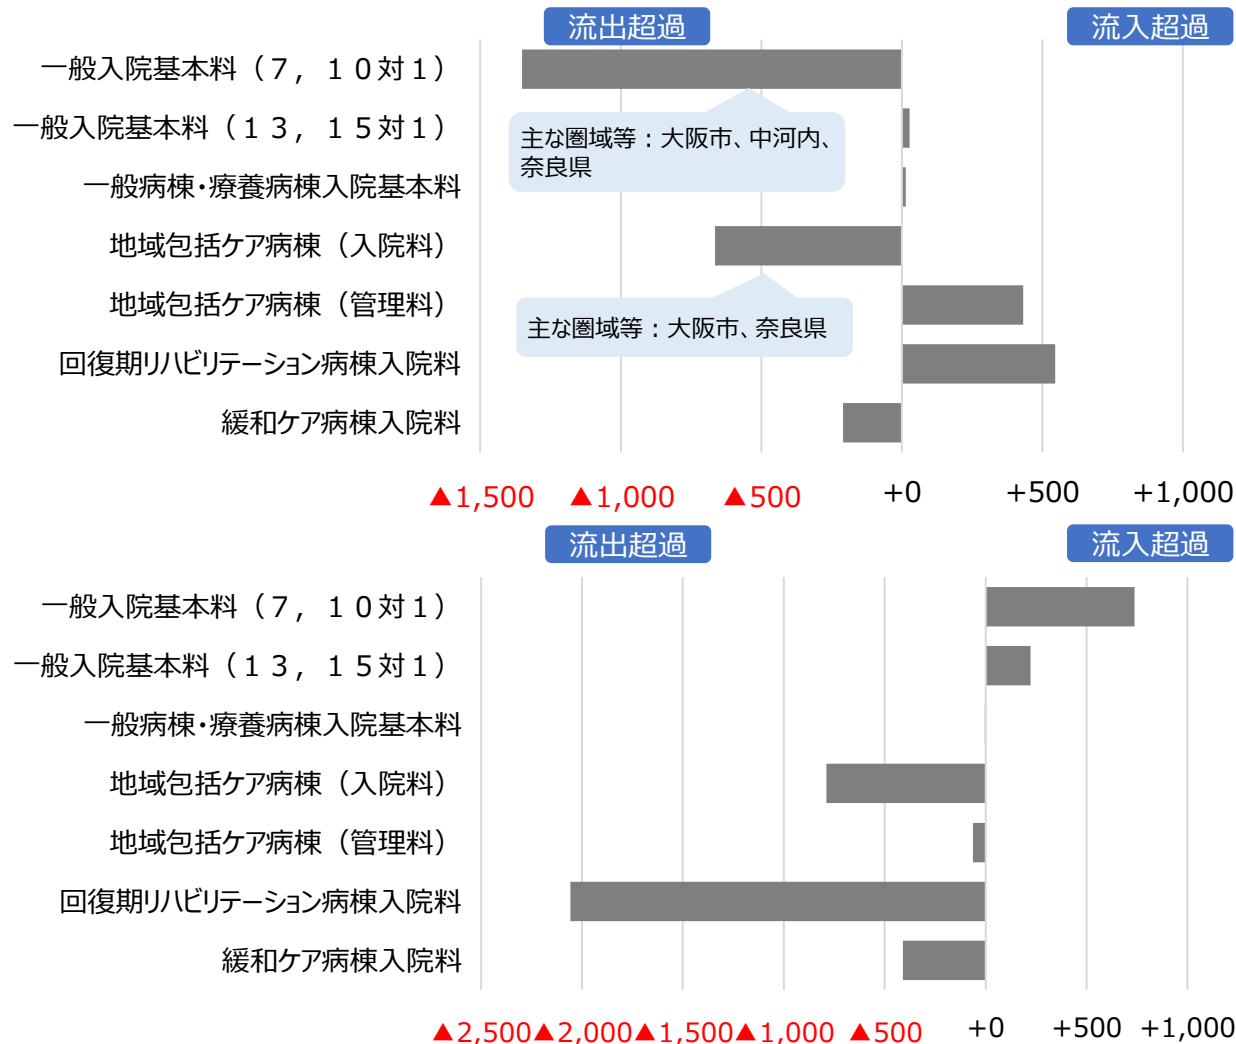 流出超過
流入超過
一般入院基本料（７，１０対１）
一般入院基本料（１３，１５対１）
主な圏域等：大阪市、中河内、
奈良県
一般病棟・療養病棟入院基本料
地域包括ケア病棟（入院料）
地域包括ケア病棟（管理料）
主な圏域等：大阪市、奈良県
回復期リハビリテーション病棟入院料
緩和ケア病棟入院料
▲1,500 ▲1,000 ▲500 +0 +500 +1,000
流出超過
流入超過
一般入院基本料（７，１０対１）
一般入院基本料（１３，１５対１）
一般病棟・療養病棟入院基本料
地域包括ケア病棟（入院料）
地域包括ケア病棟（管理料）
回復期リハビリテーション病棟入院料
緩和ケア病棟入院料
▲2,500▲2,000▲1,500▲1,000 ▲500 +0 +500 +1,000